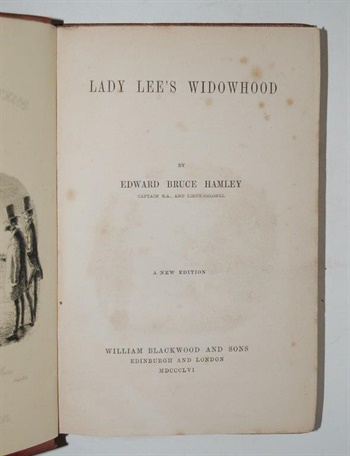 LADY LEE'S WIDOWHOOD
BY
EDWARD BRUCE HAMLEY
CAPTAIN R.A., AND LIEUT-COLONEL
A NEW EDITION
WILLIAM BLACKWOOD AND SONS
EDINBURGH AND LONDON
MDCCCLVI